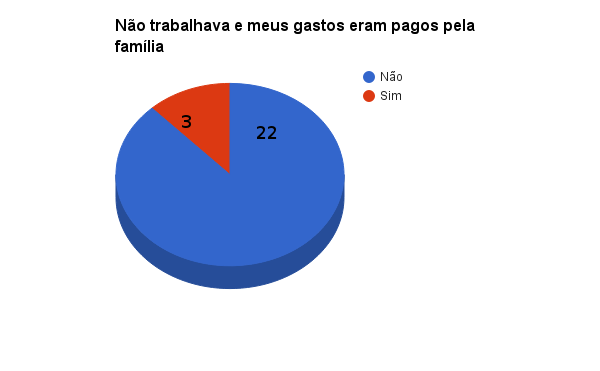 Não trabalhava e meus gastos eram pagos pela
família
Não
Sim
3
22